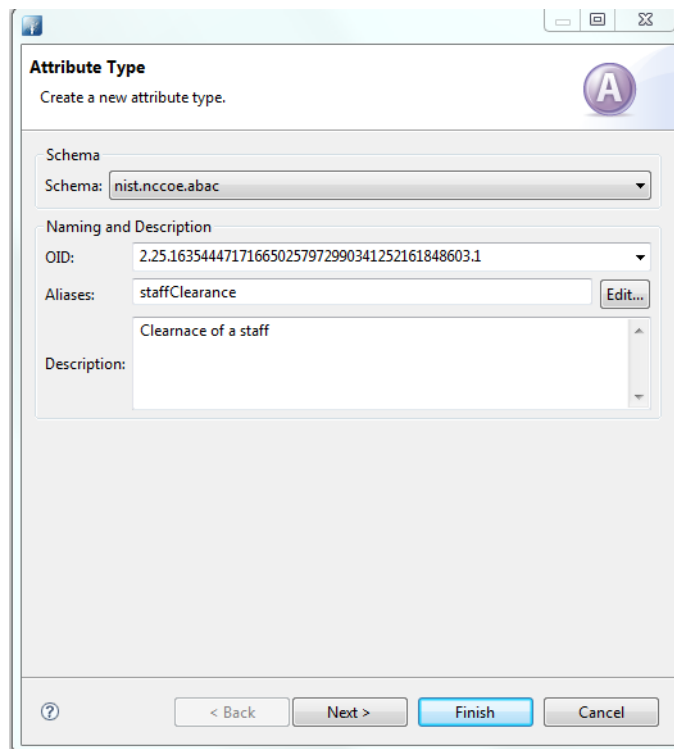 Attribute Type
Create a new attribute type.
A
Schema
Schema: nist.nccoe.abac
Naming and Description
OID: 2.25.163544471716650257972990341252161848603.1
Aliases: staffClearance Edit...
Clearnace of a staff
Description:
? < Back Next > Finish Cancel